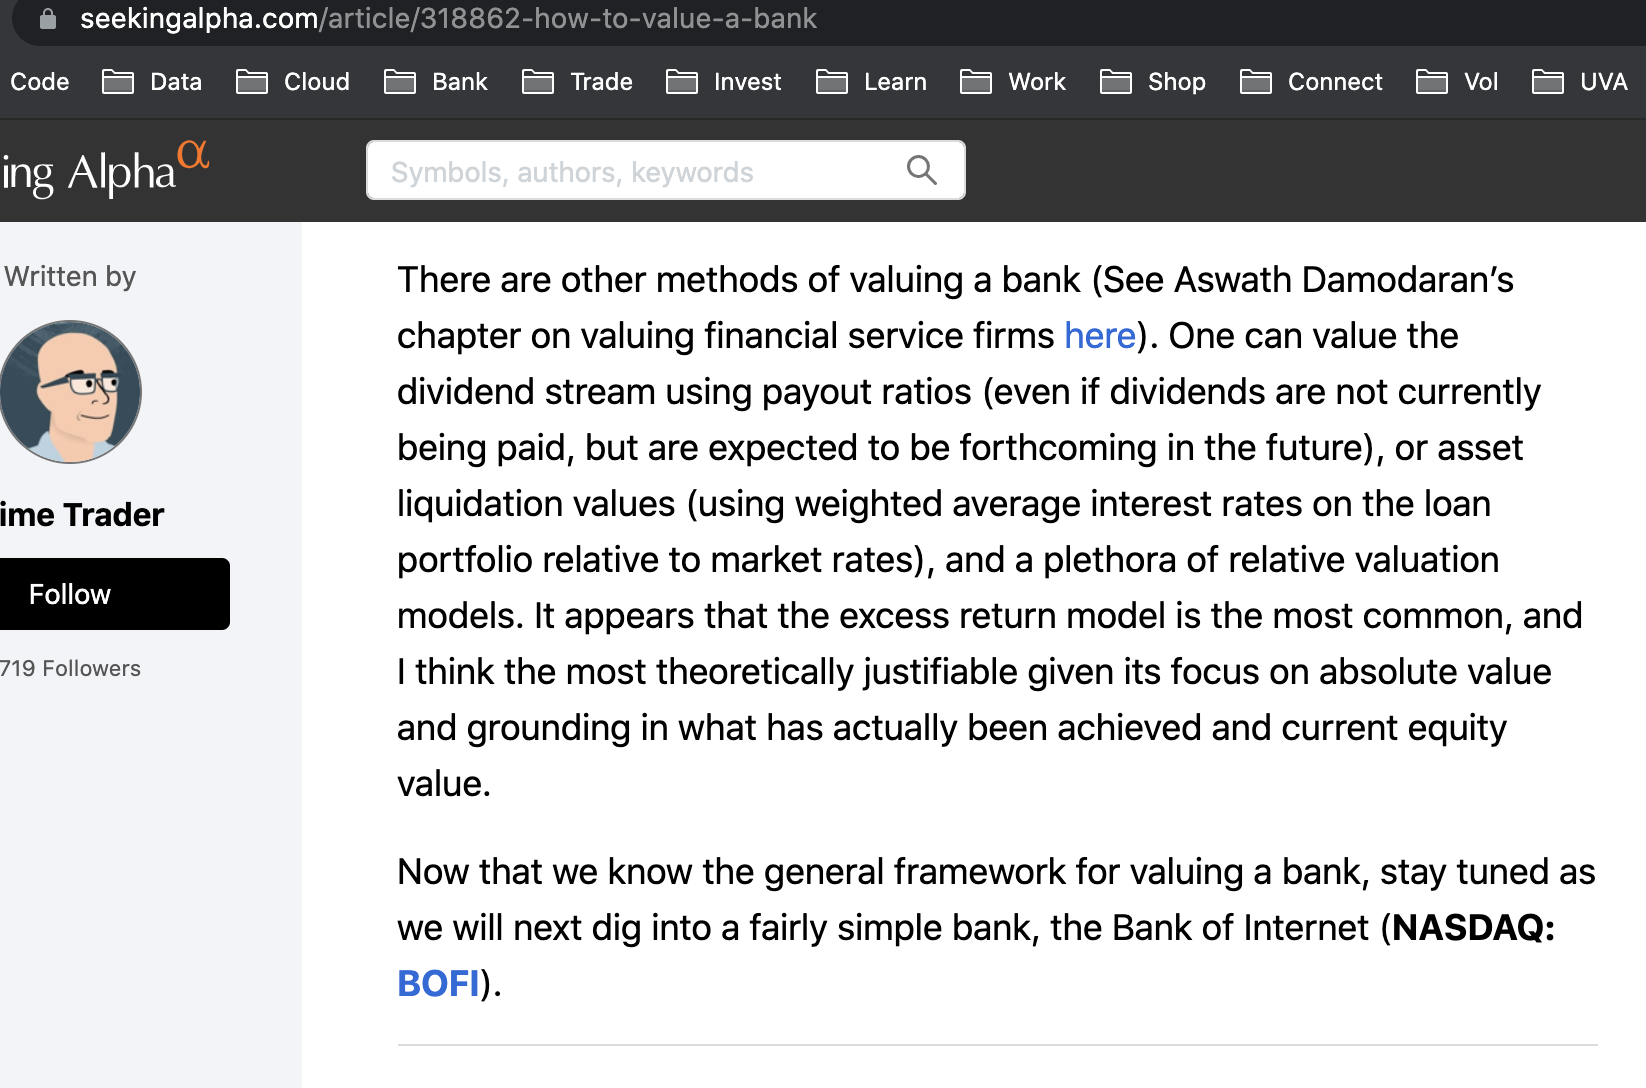 seekingalpha.com/article/318862-how-to-value-a-bank
Code Data Cloud Bank Trade Invest Learn Work Shop Connect Vol UVA
ing Alphaα
Symbols, authors, keywords
Written by
ime Trader
Follow
719 Followers
There are other methods of valuing a bank (See Aswath Damodaran’s
chapter on valuing financial service firms here). One can value the
dividend stream using payout ratios (even if dividends are not currently
being paid, but are expected to be forthcoming in the future), or asset
liquidation values (using weighted average interest rates on the loan
portfolio relative to market rates), and a plethora of relative valuation
models. It appears that the excess return model is the most common, and
I think the most theoretically justifiable given its focus on absolute value
and grounding in what has actually been achieved and current equity
value.
Now that we know the general framework for valuing a bank, stay tuned as
we will next dig into a fairly simple bank, the Bank of Internet (NASDAQ:
BOFI).